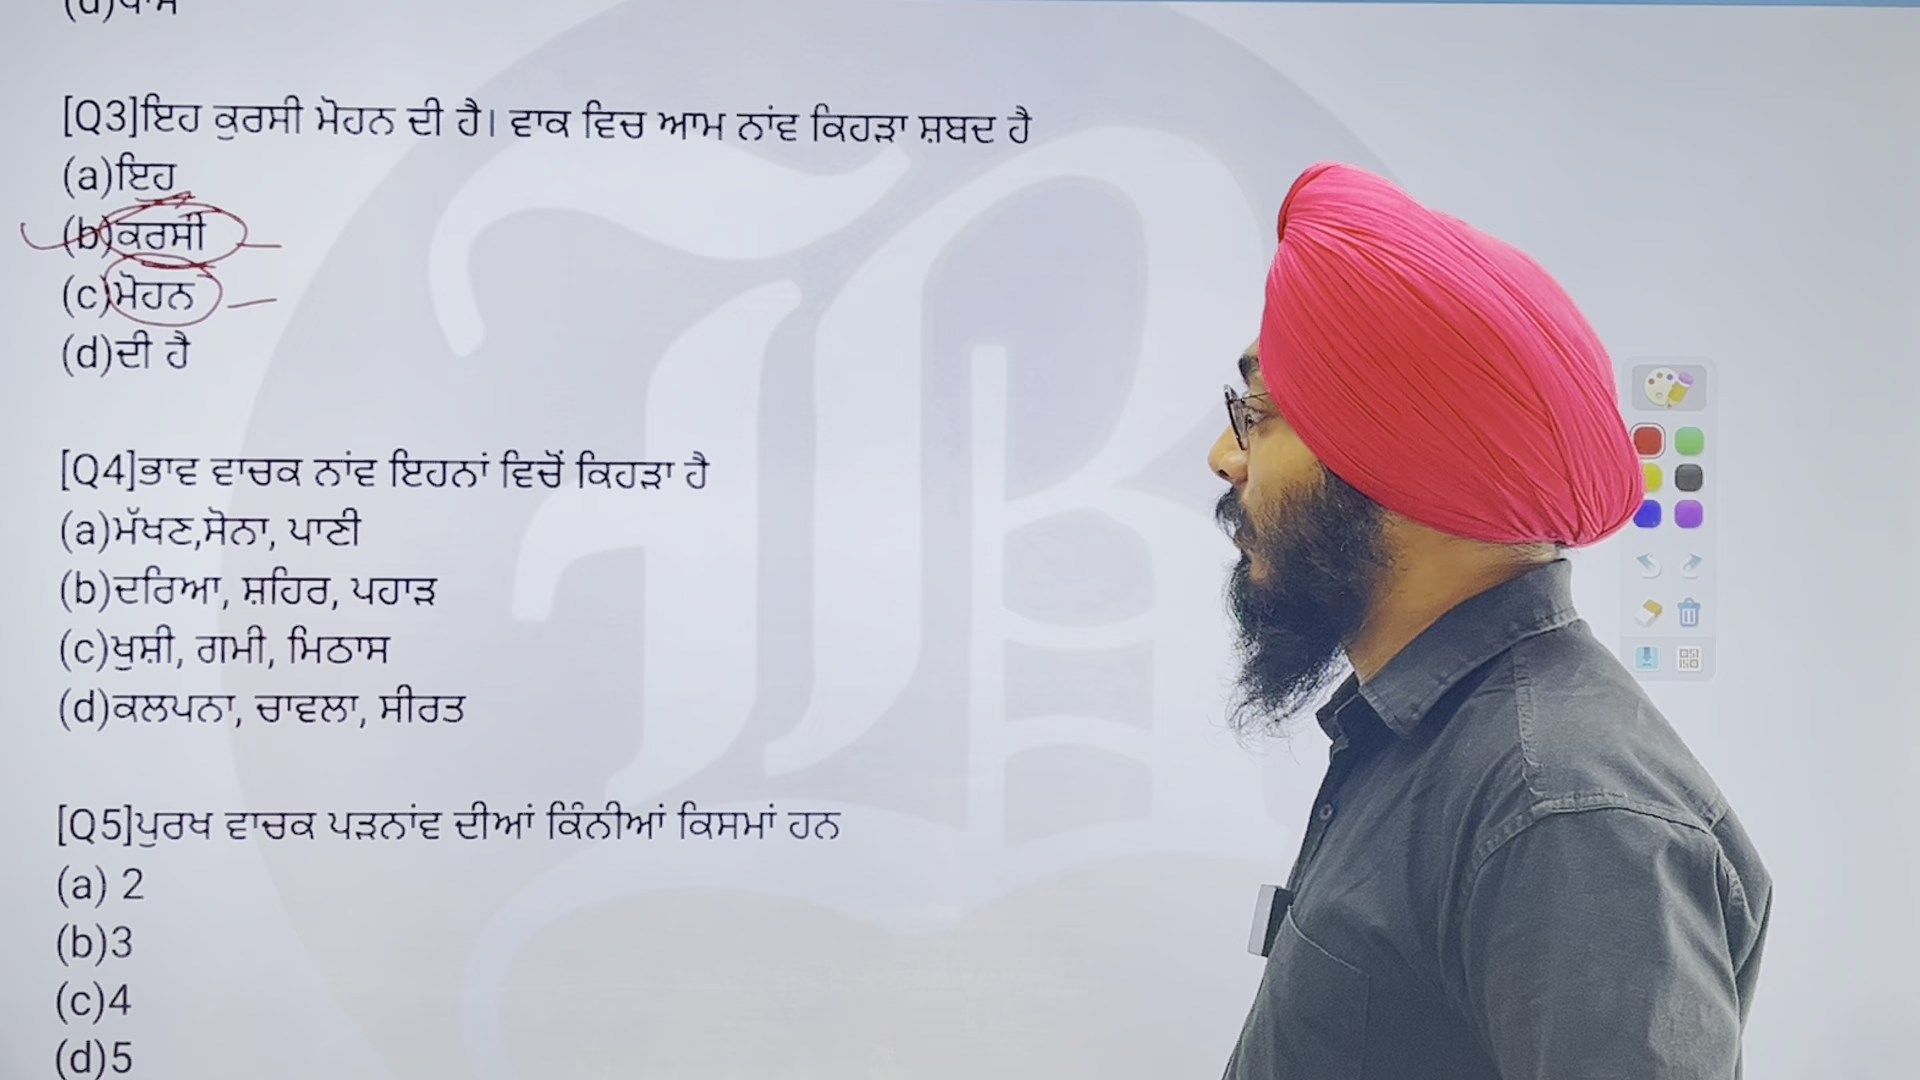 [Q3]ਇਹ ਕੁਰਸੀ ਮੋਹਨ ਦੀ ਹੈ। ਵਾਕ ਵਿਚ ਆਮ ਨਾਂਵ ਕਿਹੜਾ ਸ਼ਬਦ ਹੈ
(a)ਇਹ
(b)ਕਰਸੀ
(c)ਮੋਹਨ
(d)ਦੀ ਹੈ
[Q4]ਭਾਵ ਵਾਚਕ ਨਾਂਵ ਇਹਨਾਂ ਵਿਚੋਂ ਕਿਹੜਾ ਹੈ
(a)ਮੱਖਣ,ਸੋਨਾ, ਪਾਣੀ
(b)ਦਰਿਆ, ਸ਼ਹਿਰ, ਪਹਾੜ
(c)ਖੁਸ਼ੀ, ਗਮੀ, ਮਿਠਾਸ
(d)ਕਲਪਨਾ, ਚਾਵਲਾ, ਸੀਰਤ
[Q5]ਪੁਰਖ ਵਾਚਕ ਪੜਨਾਂਵ ਦੀਆਂ ਕਿੰਨੀਆਂ ਕਿਸਮਾਂ ਹਨ
(a) 2
(b)3
(c)4
(d)5